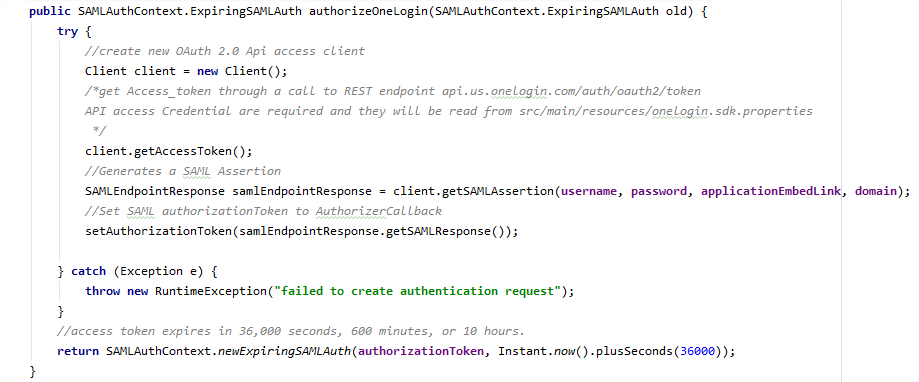 public SAMLAuthContext.ExpiringSAMLAuth authorizeOneLogin(SAMLAuthContext.ExpiringSAMLAuth old) {
try {
//create new OAuth 2.0 Api access client
Client client = new Client();
/*get Access_token through a call to REST endpoint api.us.onelogin.com/auth/oauth2/token
API access Credential are required and they will be read from src/main/resources/onelogin.sdk.properties
*/
client.getAccessToken();
//Generates a SAML Assertion
SAMLEndpointResponse samlEndpointResponse = client.getSAMLAssertion(username, password, applicationEmbedLink, domain);
//Set SAML authorizationToken to AuthorizerCallback
setAuthorizationToken(samlEndpointResponse.getSAMLResponse());
} catch (Exception e) {
throw new RuntimeException("failed to create authentication request");
}
//access token expires in 36,000 seconds, 600 minutes, or 10 hours.
return SAMLAuthContext.newExpiringSAMLAuth(authorizationToken, Instant.now().plusSeconds(36000));
}